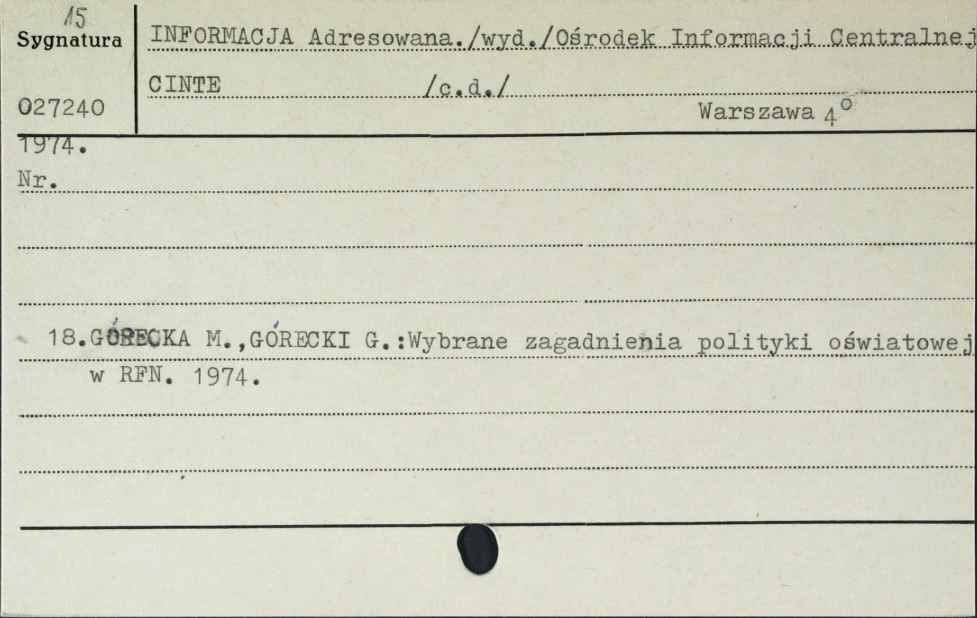 15
Sygnatura
INFORMACJA Adresowana./wyd./Ośrodek Informacji Centralnej
CINTE /c.d./
027240
Warszawa 4°
1974.
Nr.
18.GÓRECKA M.,GÓRECKI G.:Wybrane zagadnienia polityki oświatowej
w RFN. 1974.